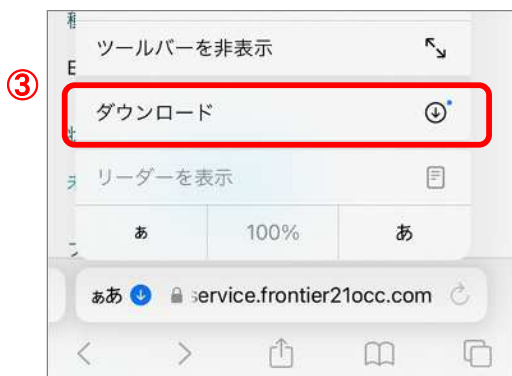 ツールバーを非表示
③
ダウンロード
リーダーを表示
あ 100% あ
ぁあ service.frontier21occ.com